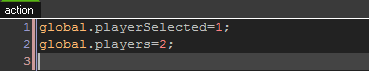 action
1 global.playerSelected=1;
2 global.players=2;
3